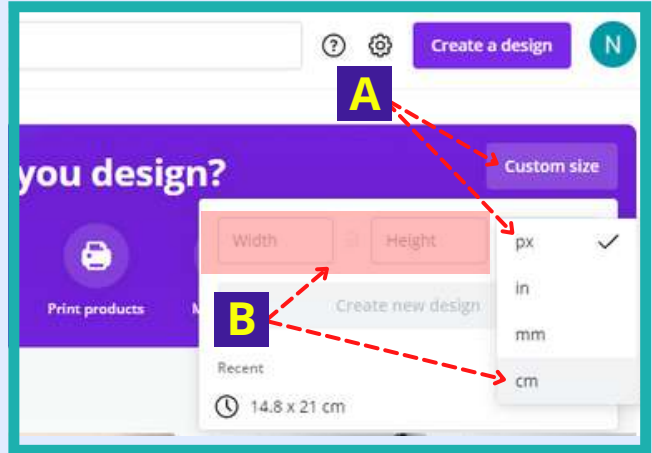 ? Create a design N
A
you design?
Custom size
Width Height px
in
Print products M
B Create new design
mm
Recent
cm
14.8 x 21 cm